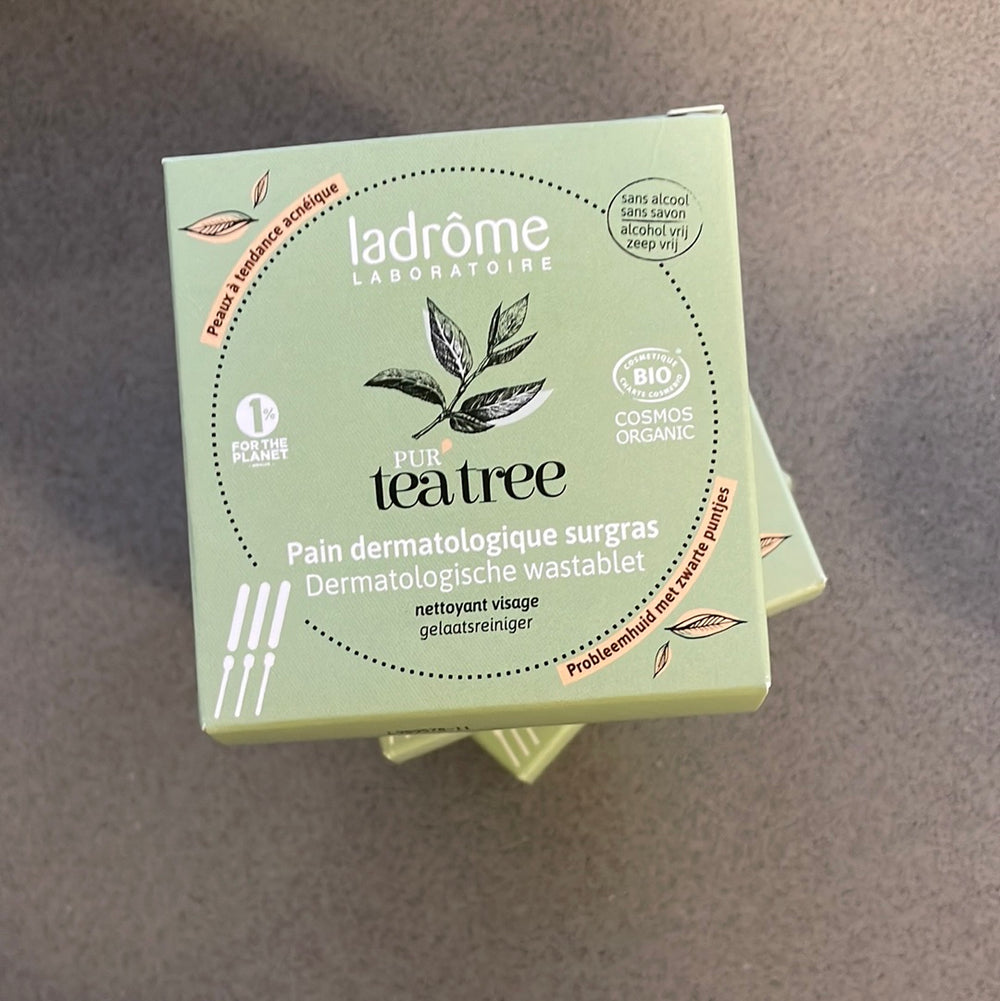 Peaux à tendance acnéique
ladrôme
LABORATOIRE
sans alcool
sans savon
alcohol vrij
zeep vrij
1%
FOR THE
PLANET
COSMETIQUE
BIO
CHARTE COSMEBIO
COSMOS
ORGANIC
PUR'
tea tree
Pain dermatologique surgras
Dermatologische wastablet
nettoyant visage
gelaatsreiniger
Probleemhuid met zwarte puntjes